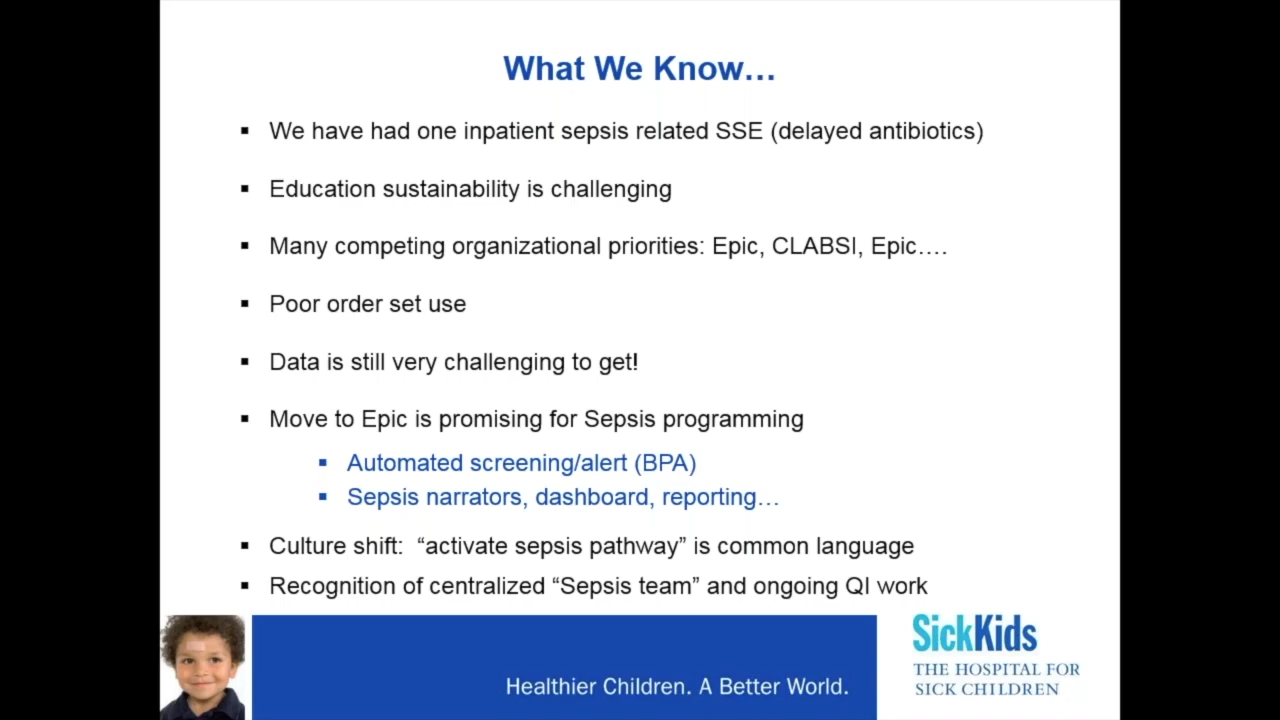 What We Know…
▪ We have had one inpatient sepsis related SSE (delayed antibiotics)
▪ Education sustainability is challenging
▪ Many competing organizational priorities: Epic, CLABSI, Epic….
▪ Poor order set use
▪ Data is still very challenging to get!
▪ Move to Epic is promising for Sepsis programming
▪ Automated screening/alert (BPA)
▪ Sepsis narrators, dashboard, reporting…
▪ Culture shift:  “activate sepsis pathway” is common language
▪ Recognition of centralized “Sepsis team” and ongoing QI work
Healthier Children. A Better World.
SickKids
THE HOSPITAL FOR
SICK CHILDREN